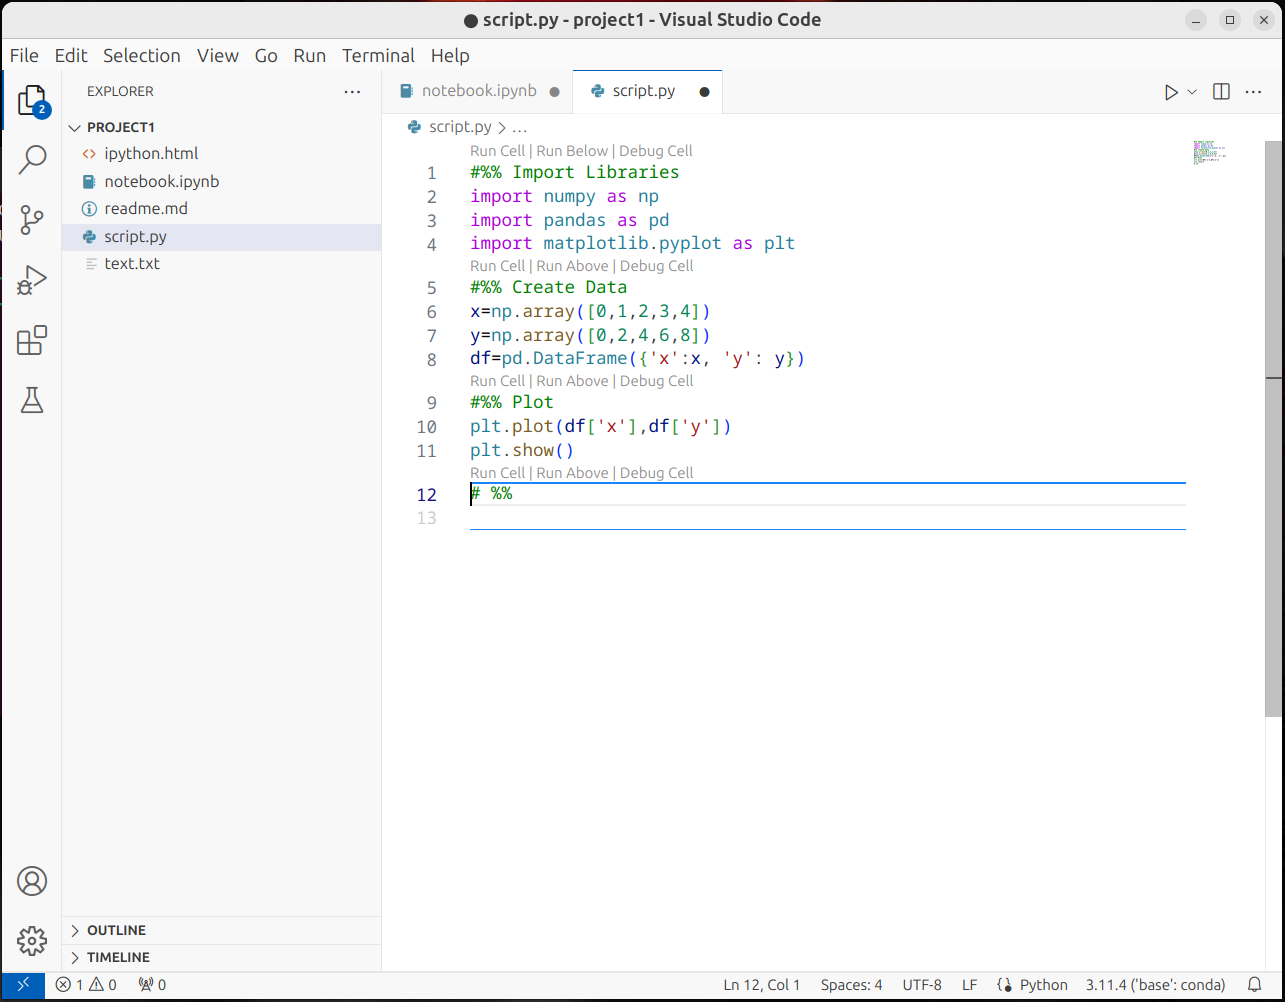 script.py - project1 - Visual Studio Code
File Edit Selection View Go Run Terminal Help
2
EXPLORER
PROJECT1
ipython.html
notebook.ipynb
readme.md
script.py
text.txt
OUTLINE
TIMELINE
notebook.ipynb
script.py
script.py > ...
Run Cell | Run Below | Debug Cell
1 #%% Import Libraries
2 import numpy as np
3 import pandas as pd
4 import matplotlib.pyplot as plt
Run Cell | Run Above | Debug Cell
5 #%% Create Data
6 x=np.array([0,1,2,3,4])
7 y=np.array([0,2,4,6,8])
8 df=pd.DataFrame({'x':x, 'y': y})
Run Cell | Run Above | Debug Cell
9 #%% Plot
10 plt.plot(df['x'],df['y'])
11 plt.show()
Run Cell | Run Above | Debug Cell
12 # %%
13
1 0 0 Ln 12, Col 1 Spaces: 4 UTF-8 LF Python 3.11.4 ('base': conda)